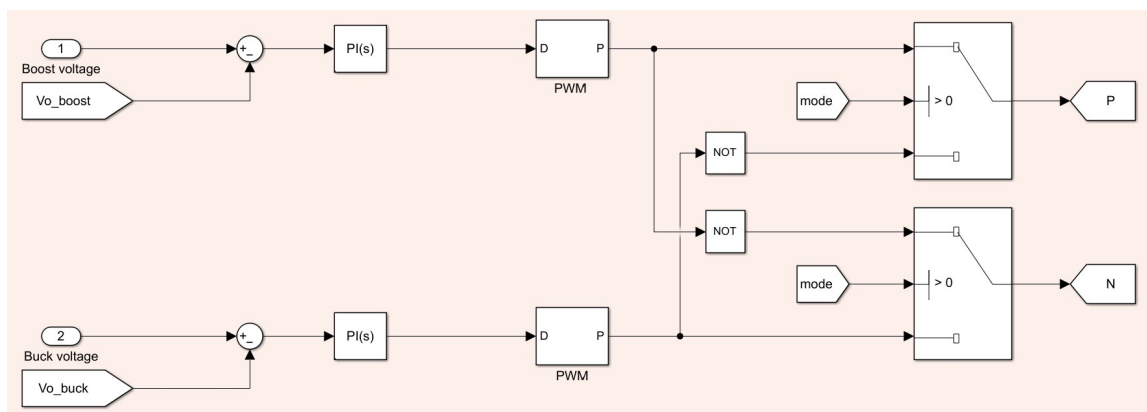 1
Boost voltage
Vo_boost
+
−
PI(s)
D
P
PWM
mode
> 0
P
NOT
NOT
mode
> 0
N
2
Buck voltage
Vo_buck
+
−
PI(s)
D
P
PWM